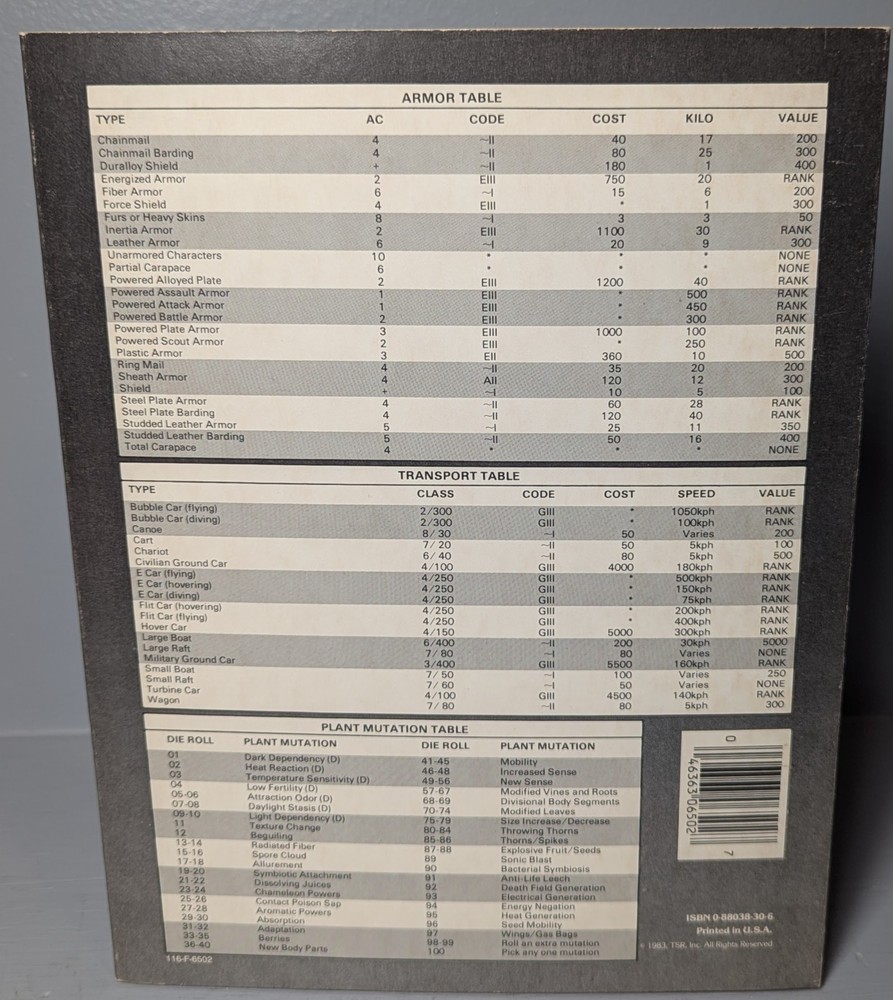 ARMOR TABLE
TYPE AC CODE COST KILO VALUE
Chainmail 4 ~II 40 17 200
Chainmail Barding 4 ~II 80 25 300
Duralloy Shield + ~II 180 1 400
Energized Armor 2 EIII 750 20 RANK
Fiber Armor 6 ~I 15 6 200
Force Shield 4 EIII * 1 300
Furs or Heavy Skins 8 ~I 3 3 50
Inertia Armor 2 EIII 1100 30 RANK
Leather Armor 6 ~I 20 9 300
Unarmored Characters 10 * * * NONE
Partial Carapace 6 * * * NONE
Powered Alloyed Plate 2 EIII 1200 40 RANK
Powered Assault Armor 1 EIII * 500 RANK
Powered Attack Armor 1 EIII * 450 RANK
Powered Battle Armor 2 EIII * 300 RANK
Powered Plate Armor 3 EIII 1000 100 RANK
Powered Scout Armor 2 EIII * 250 RANK
Plastic Armor 3 EII 360 10 500
Ring Mail 4 ~II 35 20 200
Sheath Armor 4 AII 120 12 300
Shield + ~I 10 5 100
Steel Plate Armor 4 ~II 60 28 RANK
Steel Plate Barding 4 ~II 120 40 RANK
Studded Leather Armor 5 ~I 25 11 350
Studded Leather Barding 5 ~II 50 16 400
Total Carapace 4 * * * NONE
TRANSPORT TABLE
TYPE CLASS CODE COST SPEED VALUE
Bubble Car (flying) 2/300 GIII * 1050kph RANK
Bubble Car (diving) 2/300 GIII * 100kph RANK
Canoe 8/ 30 ~I 50 Varies 200
Cart 7/ 20 ~II 50 5kph 100
Chariot 6/ 40 ~II 80 5kph 500
Civilian Ground Car 4/100 GIII 4000 180kph RANK
E Car (flying) 4/250 GIII * 500kph RANK
E Car (hovering) 4/250 GIII * 150kph RANK
E Car (diving) 4/250 GIII * 75kph RANK
Flit Car (hovering) 4/250 GIII * 200kph RANK
Flit Car (flying) 4/250 GIII * 400kph RANK
Hover Car 4/150 GIII 5000 300kph RANK
Large Boat 6/400 ~II 200 30kph 5000
Large Raft 7/ 80 ~I 80 Varies NONE
Military Ground Car 3/400 GIII 5500 160kph RANK
Small Boat 7/ 50 ~I 100 Varies 250
Small Raft 7/ 60 ~I 50 Varies NONE
Turbine Car 4/100 GIII 4500 140kph RANK
Wagon 7/ 80 ~II 80 5kph 300
PLANT MUTATION TABLE
DIE ROLL PLANT MUTATION DIE ROLL PLANT MUTATION
01 Dark Dependency (D) 41-45 Mobility
02 Heat Reaction (D) 46-48 Increased Sense
03 Temperature Sensitivity (D) 49-56 New Sense
04 Low Fertility (D) 57-67 Modified Vines and Roots
05-06 Attraction Odor (D) 68-69 Divisional Body Segments
07-08 Daylight Stasis (D) 70-74 Modified Leaves
09-10 Light Dependency (D) 75-79 Size Increase/Decrease
11 Texture Change 80-84 Throwing Thorns
12 Beguiling 85-86 Thorns/Spikes
13-14 Radiated Fiber 87-88 Explosive Fruit/Seeds
15-16 Spore Cloud 89 Sonic Blast
17-18 Allurement 90 Bacterial Symbiosis
19-20 Symbiotic Attachment 91 Anti-Life Leech
21-22 Dissolving Juices 92 Death Field Generation
23-24 Chameleon Powers 93 Electrical Generation
25-26 Contact Poison Sap 94 Energy Negation
27-28 Aromatic Powers 95 Heat Generation
29-30 Absorption 96 Seed Mobility
31-32 Adaptation 97 Wings/Gas Bags
33-35 Berries 98-99 Roll an extra mutation
36-40 New Body Parts 100 Pick any one mutation
0 46363 06502 7
ISBN 0-88038-30-6
Printed in U.S.A.
© 1983, TSR, Inc. All Rights Reserved
116-F-6502